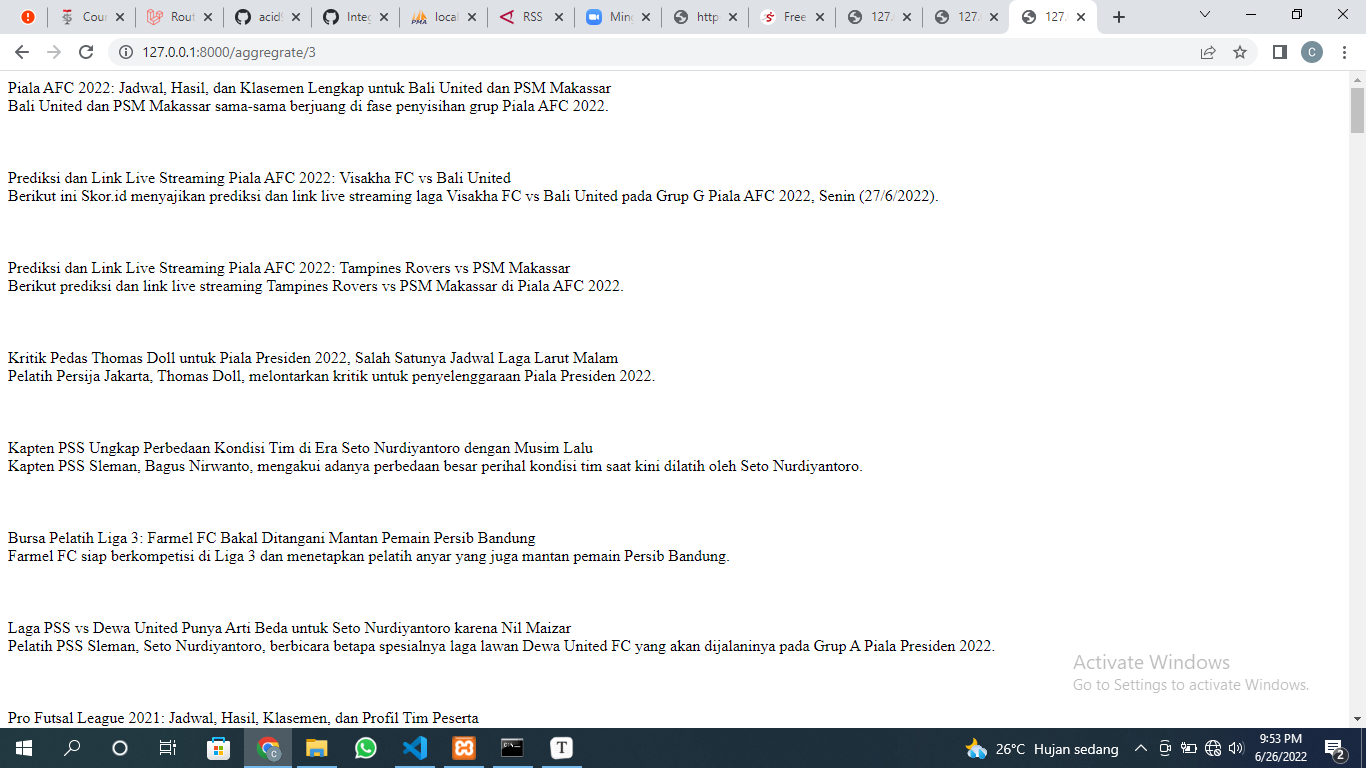 Cour
Rout
acid!
Integ
local
RSS
Ming
http
Free
127.
127.
127.
127.0.0.1:8000/aggregrate/3
C
Piala AFC 2022: Jadwal, Hasil, dan Klasemen Lengkap untuk Bali United dan PSM Makassar
Bali United dan PSM Makassar sama-sama berjuang di fase penyisihan grup Piala AFC 2022.
Prediksi dan Link Live Streaming Piala AFC 2022: Visakha FC vs Bali United
Berikut ini Skor.id menyajikan prediksi dan link live streaming laga Visakha FC vs Bali United pada Grup G Piala AFC 2022, Senin (27/6/2022).
Prediksi dan Link Live Streaming Piala AFC 2022: Tampines Rovers vs PSM Makassar
Berikut prediksi dan link live streaming Tampines Rovers vs PSM Makassar di Piala AFC 2022.
Kritik Pedas Thomas Doll untuk Piala Presiden 2022, Salah Satunya Jadwal Laga Larut Malam
Pelatih Persija Jakarta, Thomas Doll, melontarkan kritik untuk penyelenggaraan Piala Presiden 2022.
Kapten PSS Ungkap Perbedaan Kondisi Tim di Era Seto Nurdiyantoro dengan Musim Lalu
Kapten PSS Sleman, Bagus Nirwanto, mengakui adanya perbedaan besar perihal kondisi tim saat kini dilatih oleh Seto Nurdiyantoro.
Bursa Pelatih Liga 3: Farmel FC Bakal Ditangani Mantan Pemain Persib Bandung
Farmel FC siap berkompetisi di Liga 3 dan menetapkan pelatih anyar yang juga mantan pemain Persib Bandung.
Laga PSS vs Dewa United Punya Arti Beda untuk Seto Nurdiyantoro karena Nil Maizar
Pelatih PSS Sleman, Seto Nurdiyantoro, berbicara betapa spesialnya laga lawan Dewa United FC yang akan dijalaninya pada Grup A Piala Presiden 2022.
Activate Windows
Go to Settings to activate Windows.
Pro Futsal League 2021: Jadwal, Hasil, Klasemen, dan Profil Tim Peserta
T
26°C Hujan sedang
9:53 PM
6/26/2022
2